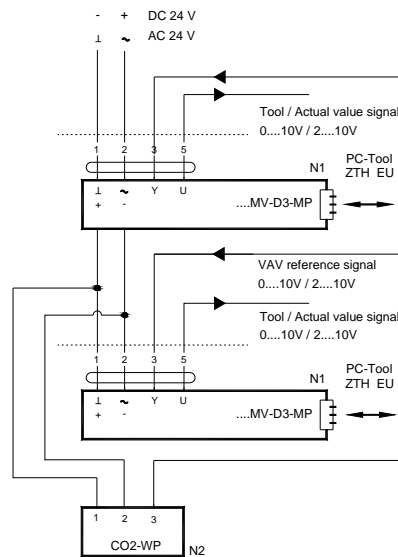 - + DC 24 V
⊥ ~ AC 24 V
Tool / Actual value signal
0....10V / 2....10V
1 2 3 5
N1
PC-Tool
ZTH EU
⊥ ~ Y U
+ -
....MV-D3-MP
VAV reference signal
0....10V / 2....10V
Tool / Actual value signal
0....10V / 2....10V
1 2 3 5
N1
PC-Tool
ZTH EU
⊥ ~ Y U
+ -
....MV-D3-MP
1 2 3
CO2-WP
N2